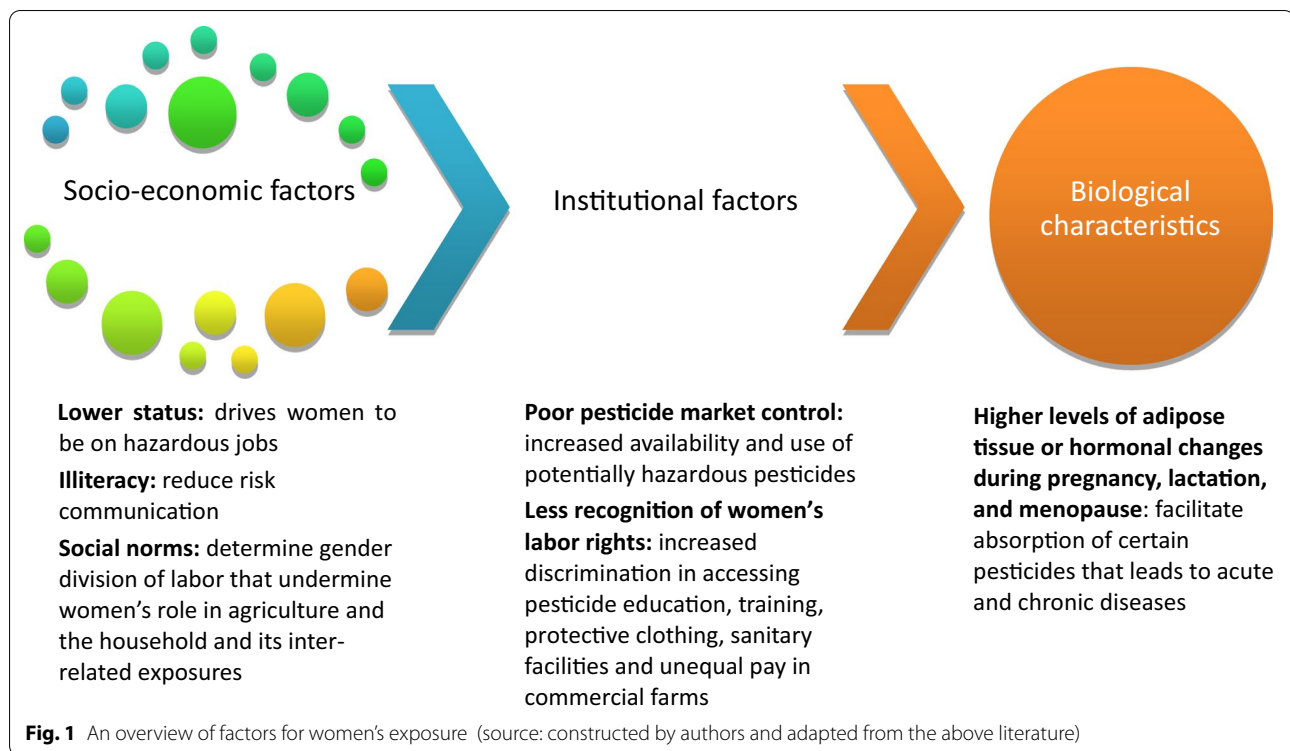 Socio-economic factors
Institutional factors
Biological
characteristics
Lower status: drives women to
be on hazardous jobs
Illiteracy: reduce risk
communication
Social norms: determine gender
division of labor that undermine
women's role in agriculture and
the household and its inter-
related exposures
Poor pesticide market control:
increased availability and use of
potentially hazardous pesticides
Less recognition of women's
labor rights: increased
discrimination in accessing
pesticide education, training,
protective clothing, sanitary
facilities and unequal pay in
commercial farms
Higher levels of adipose
tissue or hormonal changes
during pregnancy, lactation,
and menopause: facilitate
absorption of certain
pesticides that leads to acute
and chronic diseases
Fig. 1 An overview of factors for women's exposure (source: constructed by authors and adapted from the above literature)